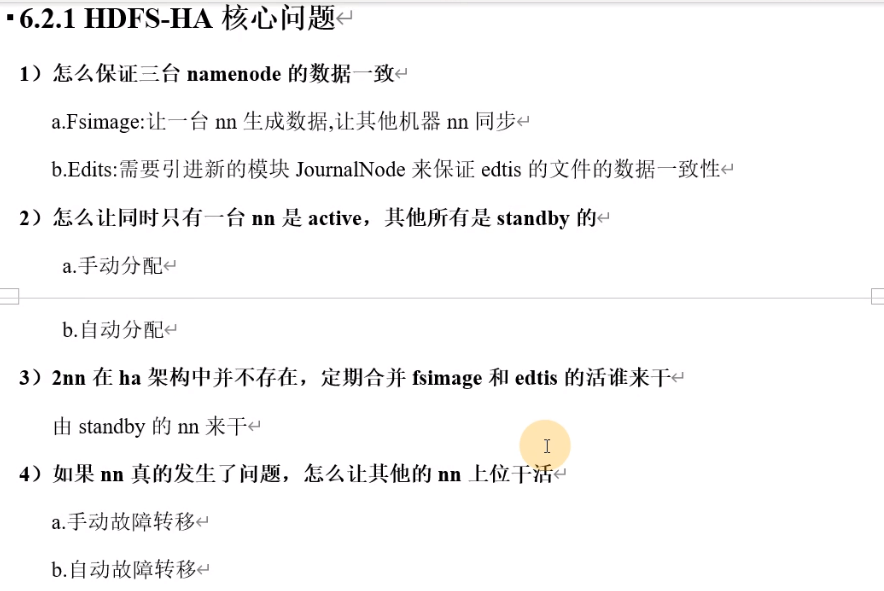 ▪6.2.1 HDFS-HA 核心问题↵
1）怎么保证三台 namenode 的数据一致↵
a.Fsimage:让一台 nn 生成数据,让其他机器 nn 同步↵
b.Edits:需要引进新的模块 JournalNode 来保证 edtis 的文件的数据一致性↵
2）怎么让同时只有一台 nn 是 active，其他所有是 standby 的↵
a.手动分配↵
b.自动分配↵
3）2nn 在 ha 架构中并不存在，定期合并 fsimage 和 edtis 的活谁来干↵
由 standby 的 nn 来干↵
4）如果 nn 真的发生了问题，怎么让其他的 nn 上位干活↵
a.手动故障转移↵
b.自动故障转移↵